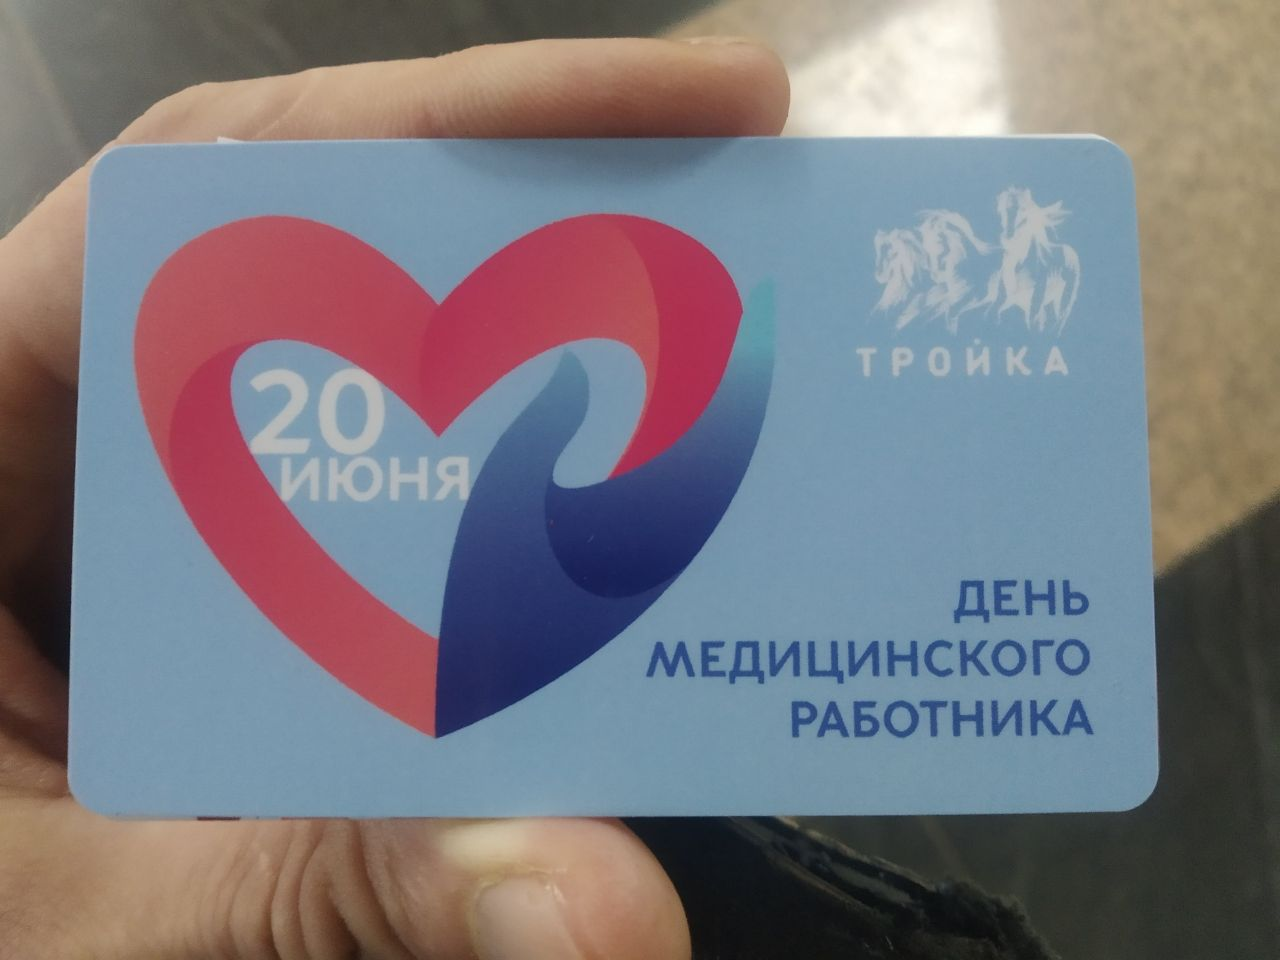 ТРОЙКА
20
ИЮНЯ
ДЕНЬ
МЕДИЦИНСКОГО
РАБОТНИКА